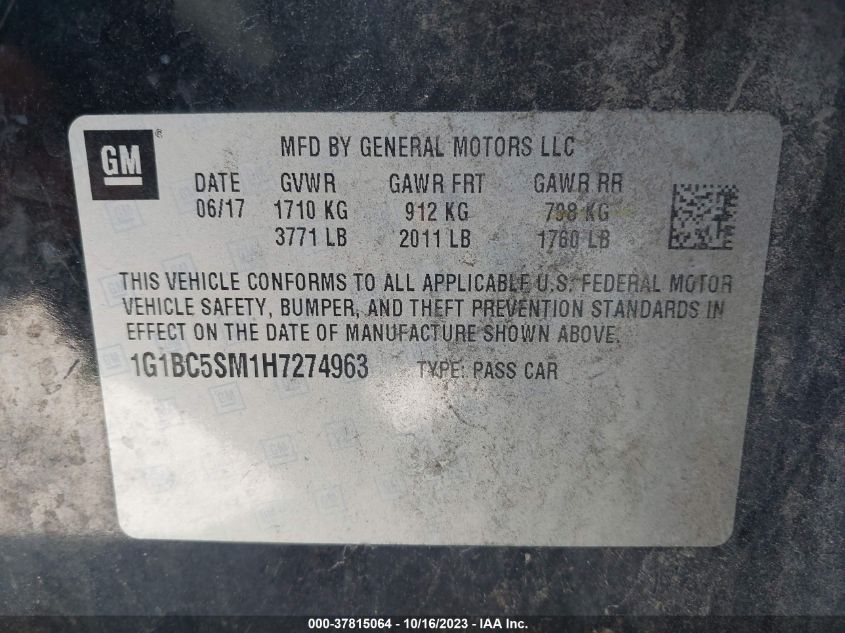 GM ®
MFD BY GENERAL MOTORS LLC
DATE GVWR GAWR FRT GAWR RR
06/17 1710 KG 912 KG 798 KG
3771 LB 2011 LB 1760 LB
THIS VEHICLE CONFORMS TO ALL APPLICABLE U.S. FEDERAL MOTOR
VEHICLE SAFETY, BUMPER, AND THEFT PREVENTION STANDARDS IN
EFFECT ON THE DATE OF MANUFACTURE SHOWN ABOVE.
1G1BC5SM1H7274963 TYPE: PASS CAR
000-37815064 - 10/16/2023 - Copyright © 2023 IAA, Inc.